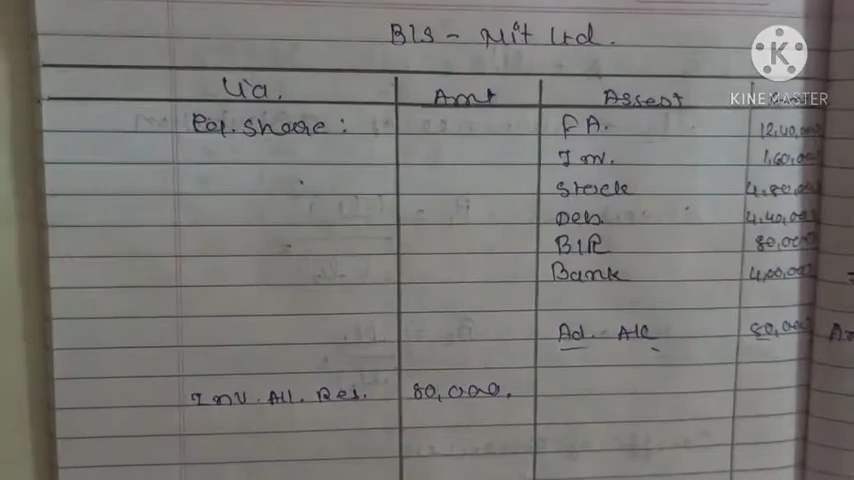 B/S - Mit Ltd.
KINEMASTER
Lia. Amt Assest
Eq. Share : F A. 12,40,000
Inv. 1,60,000
Stock 4,80,000
Deb 4,40,000
B/R 80,000
Bank 4,00,000
Ad. A/C 80,000
Inv. All. Res. 80,000.